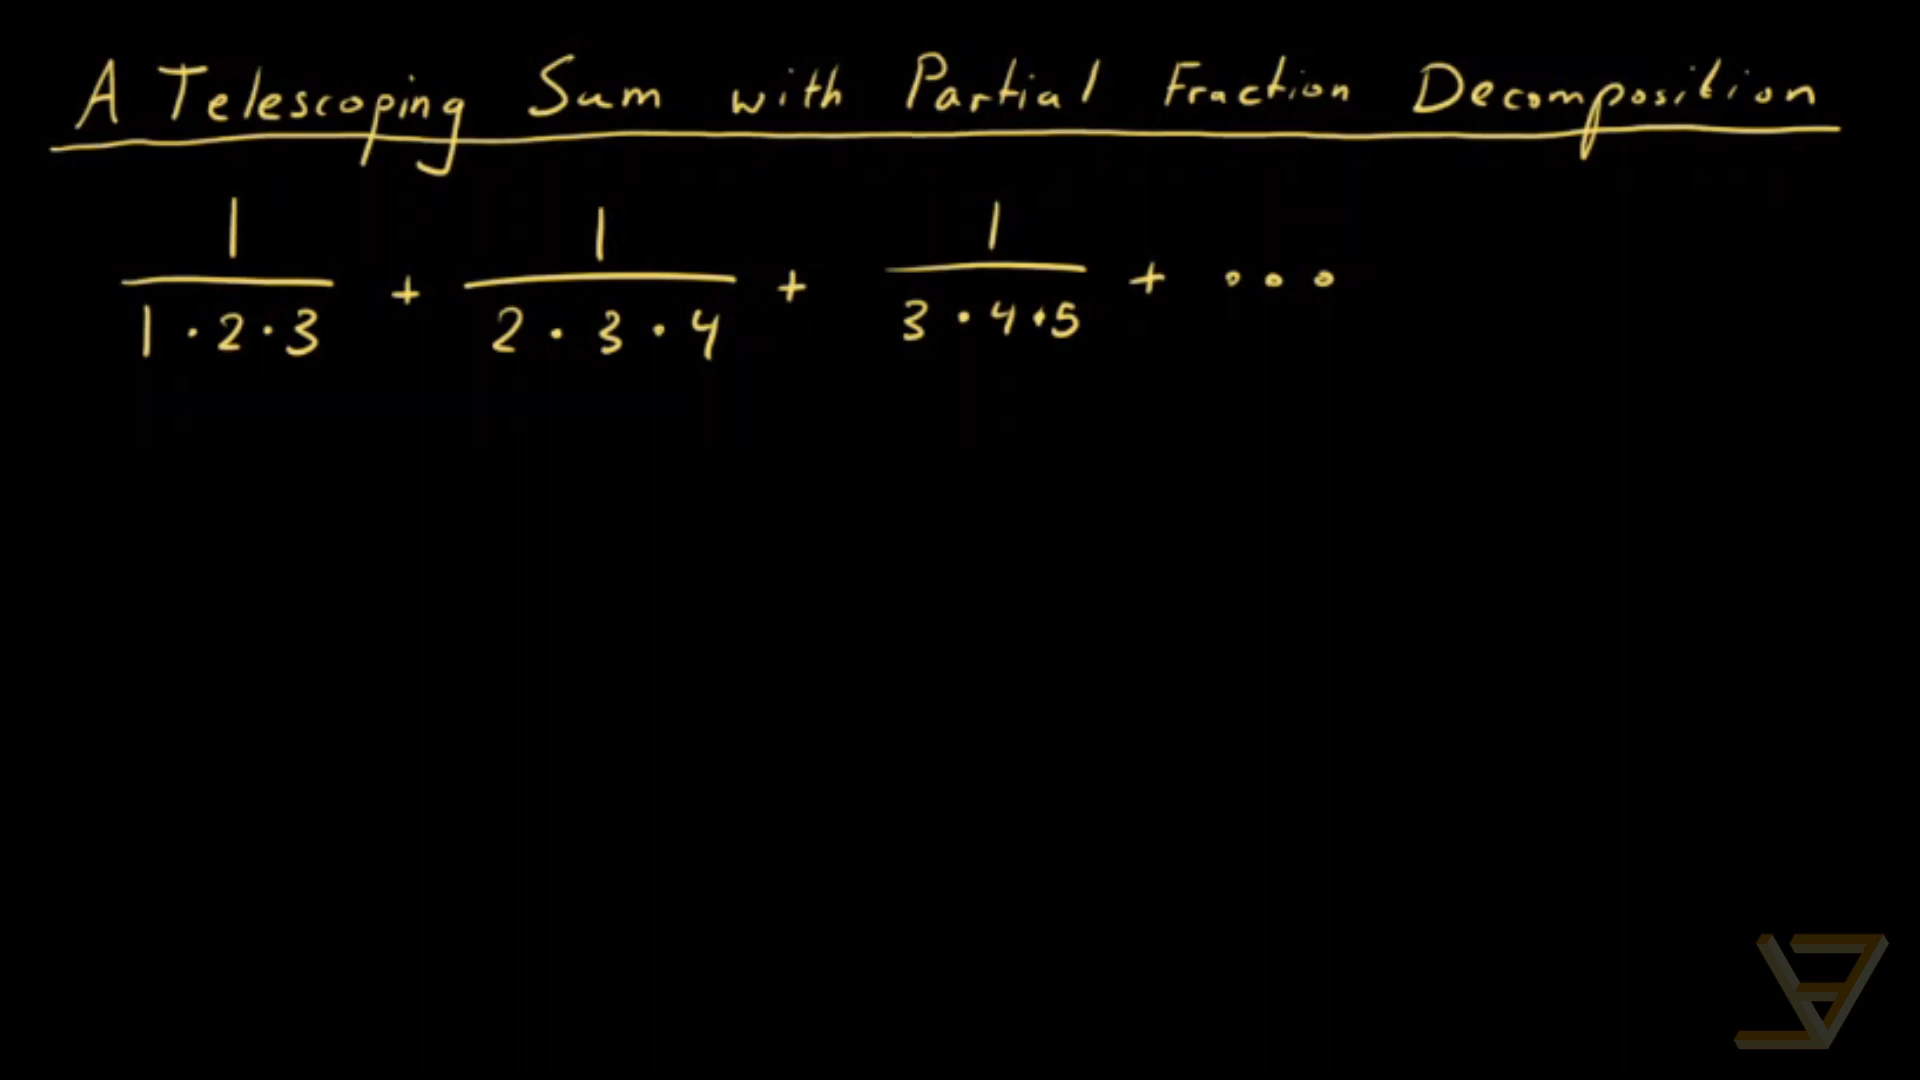 A Telescoping Sum with Partial Fraction Decomposition
1/(1·2·3) + 1/(2·3·4) + 1/(3·4·5) + ...